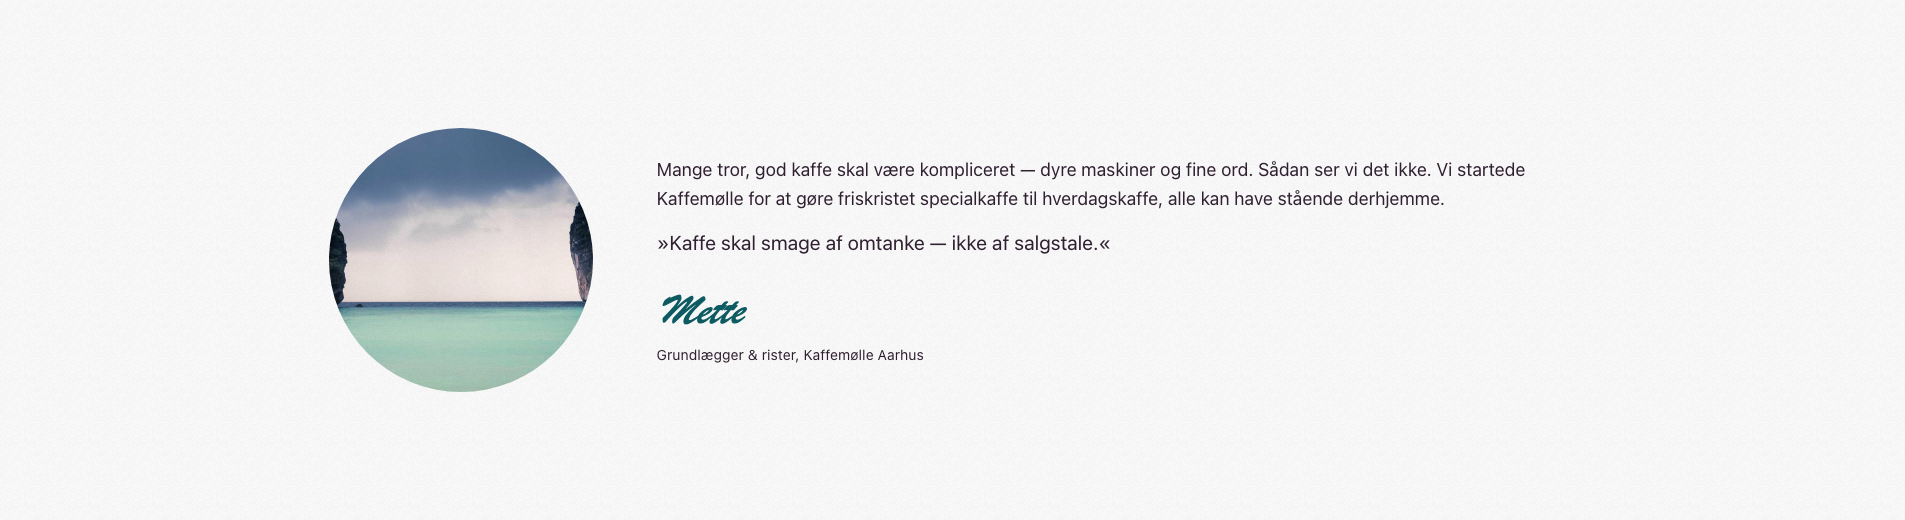 Mange tror, god kaffe skal være kompliceret — dyre maskiner og fine ord. Sådan ser vi det ikke. Vi startede
Kaffemølle for at gøre friskristet specialkaffe til hverdagskaffe, alle kan have stående derhjemme.
»Kaffe skal smage af omtanke — ikke af salgstale.«
Mette
Grundlægger & rister, Kaffemølle Aarhus